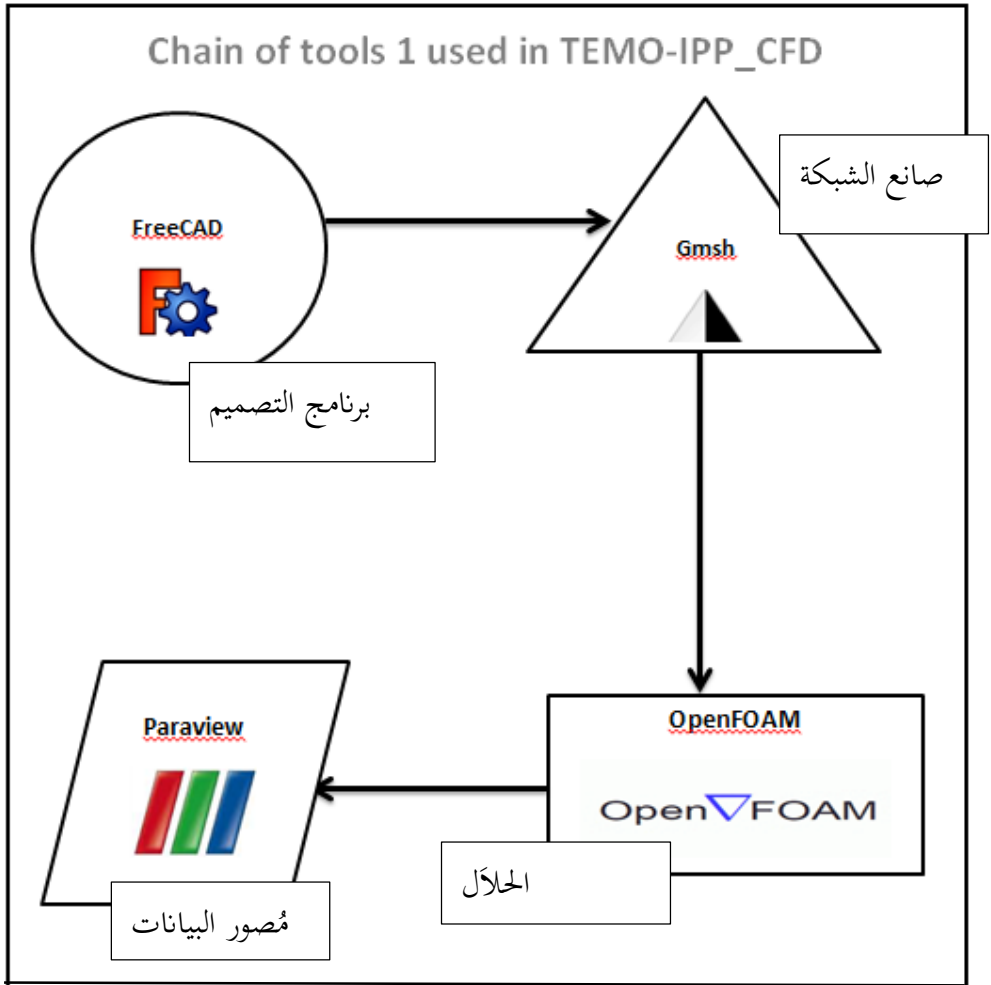 Chain of tools 1 used in TEMO-IPP_CFD
FreeCAD
برنامج التصميم
Gmsh
صانع الشبكة
OpenFOAM
OpenFOAM
الحلاَل
Paraview
مُصور البيانات